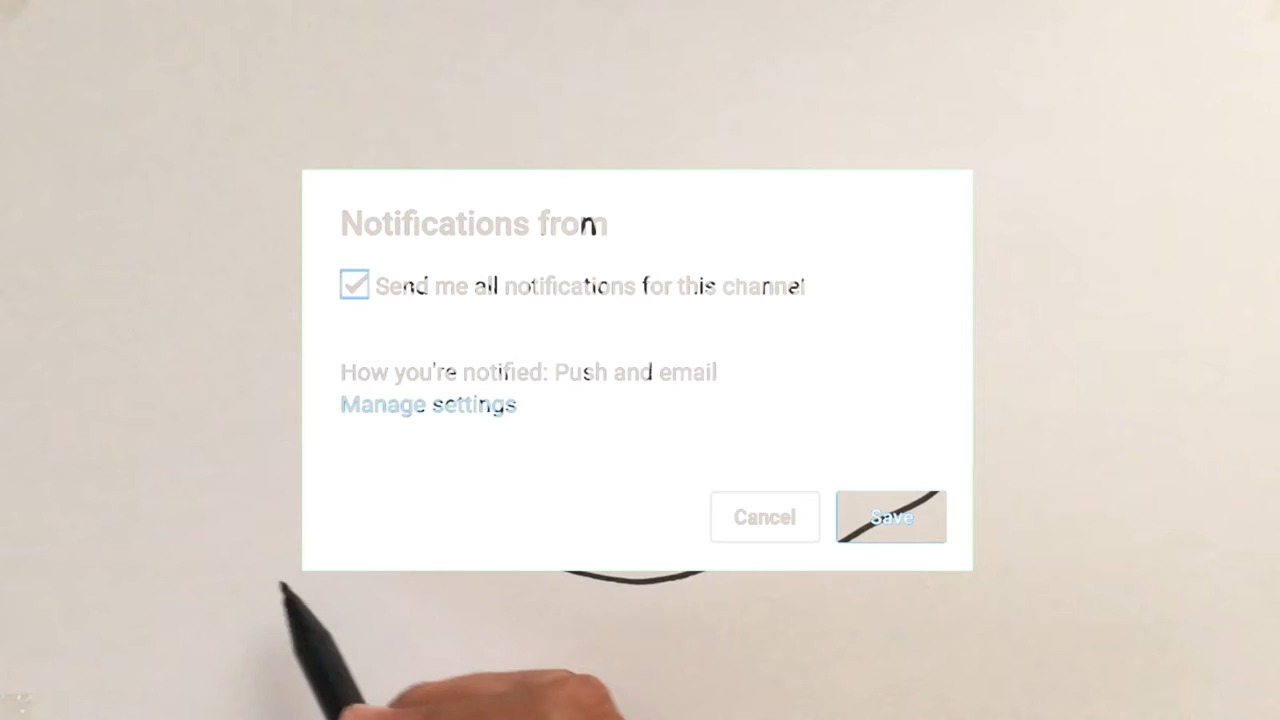 Notifications from
Send me all notifications for this channel
How you're notified: Push and email
Manage settings
Cancel
Save